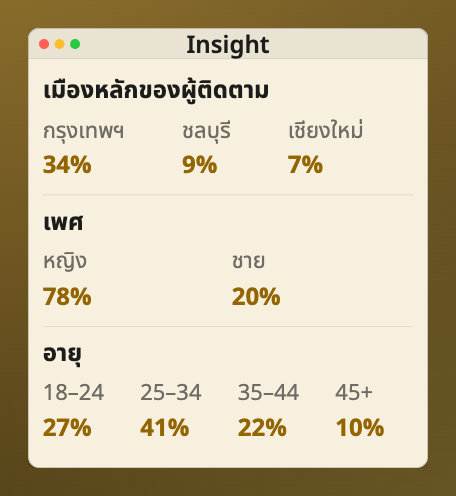 Insight
เมืองหลักของผู้ติดตาม
กรุงเทพฯ ชลบุรี เชียงใหม่
34% 9% 7%
เพศ
หญิง ชาย
78% 20%
อายุ
18–24 25–34 35–44 45+
27% 41% 22% 10%